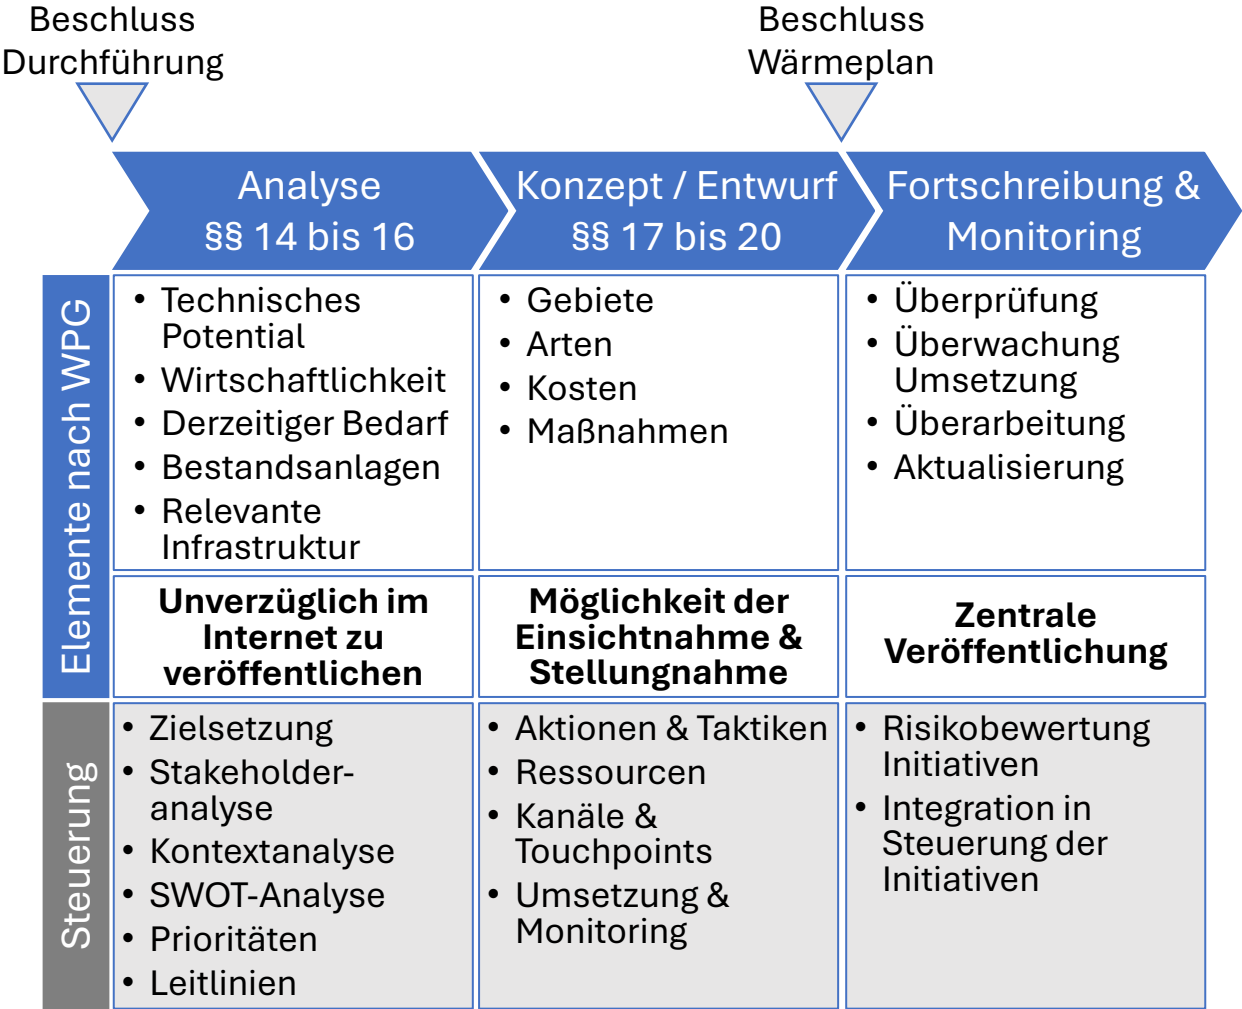 Beschluss
Durchführung
Beschluss
Wärmeplan
Analyse
§§ 14 bis 16
Konzept / Entwurf
§§ 17 bis 20
Fortschreibung &
Monitoring
Elemente nach WPG
• Technisches
Potential
• Wirtschaftlichkeit
• Derzeitiger Bedarf
• Bestandsanlagen
• Relevante
Infrastruktur
• Gebiete
• Arten
• Kosten
• Maßnahmen
• Überprüfung
• Überwachung
Umsetzung
• Überarbeitung
• Aktualisierung
Unverzüglich im
Internet zu
veröffentlichen
Möglichkeit der
Einsichtnahme &
Stellungnahme
Zentrale
Veröffentlichung
Steuerung
• Zielsetzung
• Stakeholder-
analyse
• Kontextanalyse
• SWOT-Analyse
• Prioritäten
• Leitlinien
• Aktionen & Taktiken
• Ressourcen
• Kanäle &
Touchpoints
• Umsetzung &
Monitoring
• Risikobewertung
Initiativen
• Integration in
Steuerung der
Initiativen